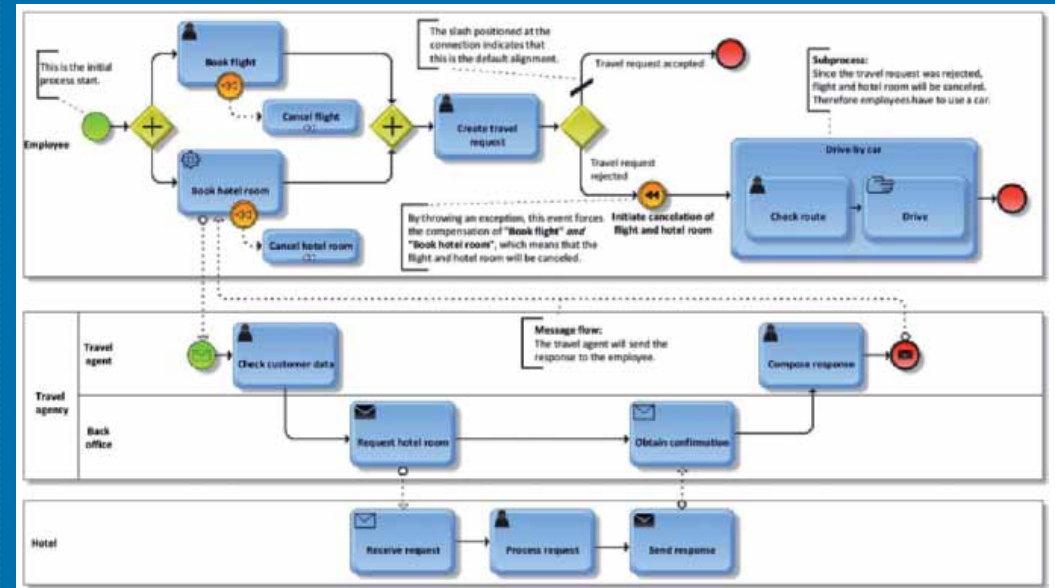 This is the initial
process start.
Employee
Book flight
Cancel flight
Book hotel room
Cancel hotel room
Create travel
request
The slash positioned at the
connection indicates that
this is the default alignment.
Travel request accepted
Travel request
rejected
By throwing an exception, this event forces
the compensation of "Book flight" and
"Book hotel room", which means that the
flight and hotel room will be canceled.
Initiate cancelation of
flight and hotel room
Subprocess:
Since the travel request was rejected,
flight and hotel room will be canceled.
Therefore employees have to use a car.
Drive by car
Check route
Drive
Travel
agency
Travel
agent
Check customer data
Message flow:
The travel agent will send the
response to the employee.
Compose response
Back
office
Request hotel room
Obtain confirmation
Hotel
Receive request
Process request
Send response